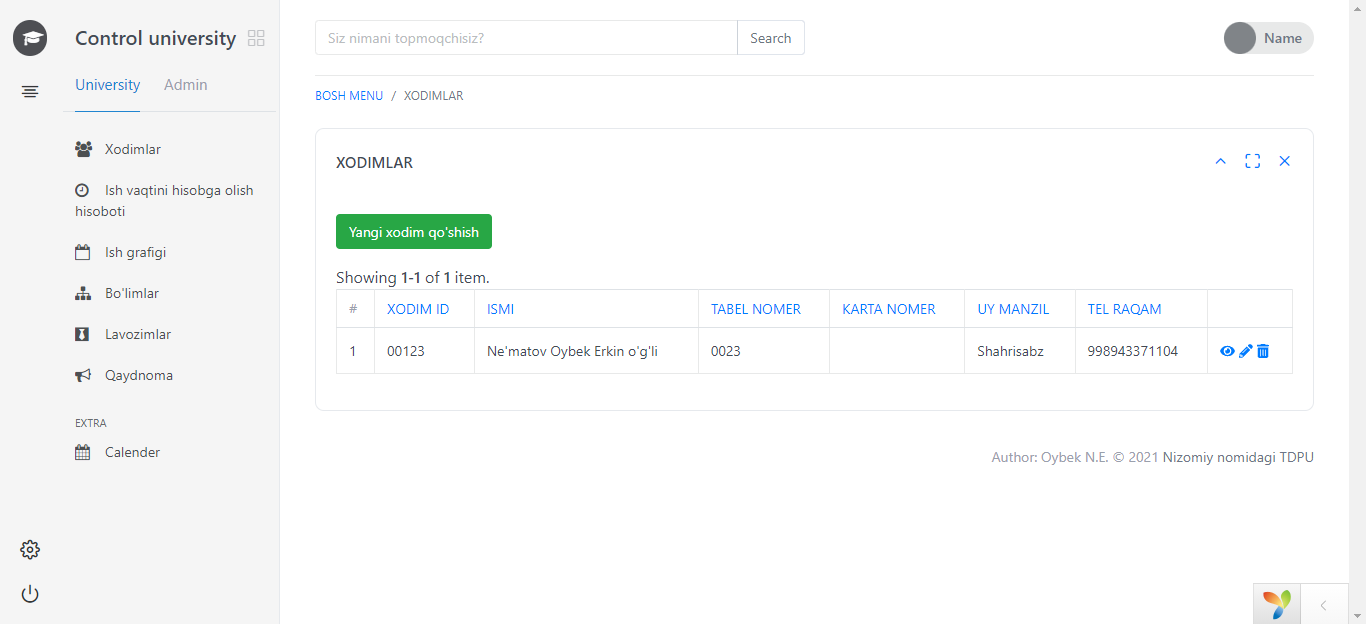 Control university
University Admin
Xodimlar
Ish vaqtini hisobga olish
hisoboti
Ish grafigi
Bo'limlar
Lavozimlar
Qaydnoma
EXTRA
Calender
Siz nimani topmoqchisiz? Search
Name
BOSH MENU / XODIMLAR
XODIMLAR
Yangi xodim qo'shish
Showing 1-1 of 1 item.
# XODIM ID ISMI TABEL NOMER KARTA NOMER UY MANZIL TEL RAQAM
1 00123 Ne'matov Oybek Erkin o'g'li 0023 Shahrisabz 998943371104
Author: Oybek N.E. © 2021 Nizomiy nomidagi TDPU